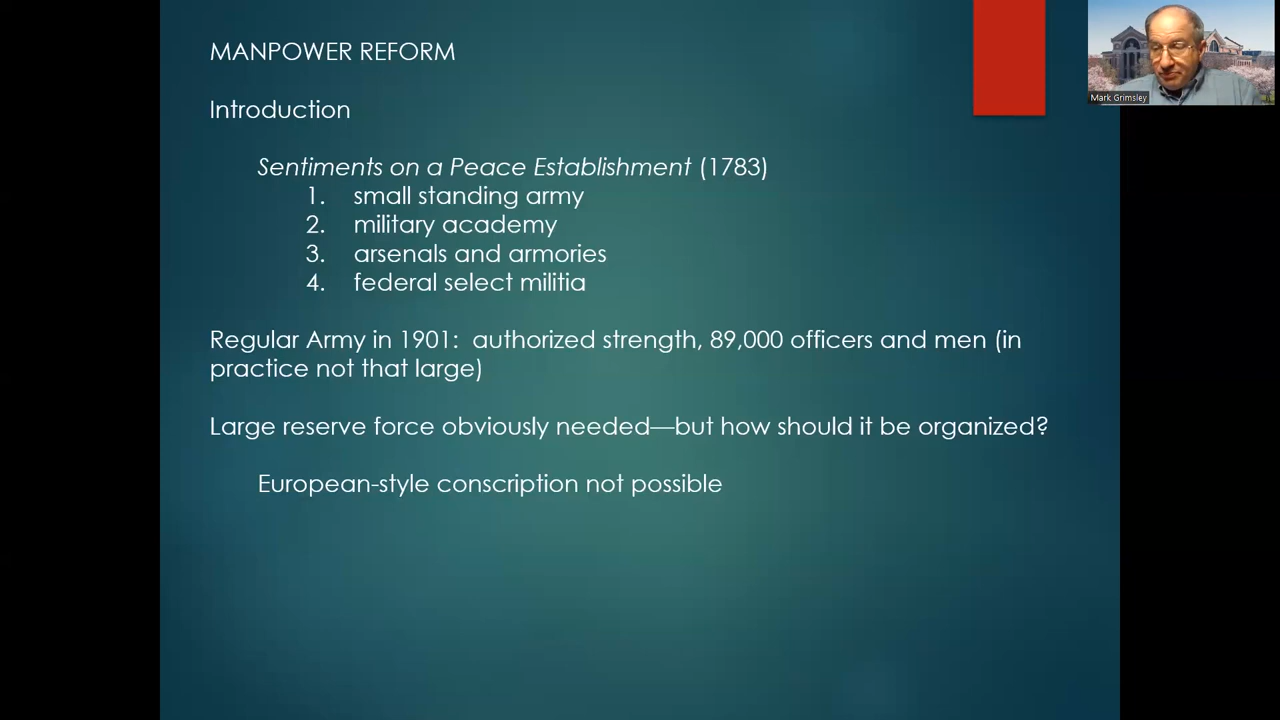 MANPOWER REFORM
Introduction
Sentiments on a Peace Establishment (1783)
1. small standing army
2. military academy
3. arsenals and armories
4. federal select militia
Regular Army in 1901: authorized strength, 89,000 officers and men (in
practice not that large)
Large reserve force obviously needed—but how should it be organized?
European-style conscription not possible
Mark Grimsley